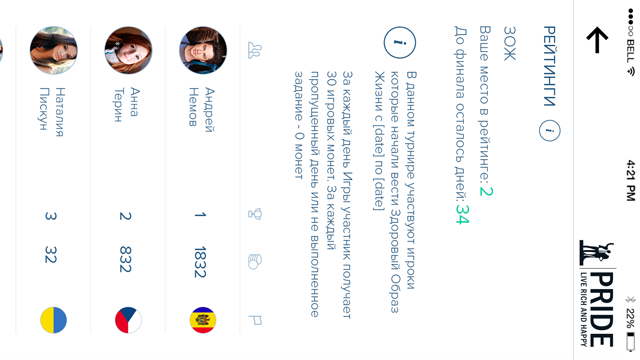 BELL
4:21 PM
22%
PRIDE
LIVE RICH AND HAPPY
РЕЙТИНГИ i
ЗОЖ
Ваше место в рейтинге: 2
До финала осталось дней: 34
i
В данном турнире участвуют игроки
которые начали вести Здоровый Образ
Жизни с [date] по [date]
За каждый день Игры участник получает
30 игровых монет. За каждый
пропущенный день или не выполненное
задание - 0 монет
Андрей
Немов
1
1832
Анна
Терин
2
832
Наталия
Пискун
3
32